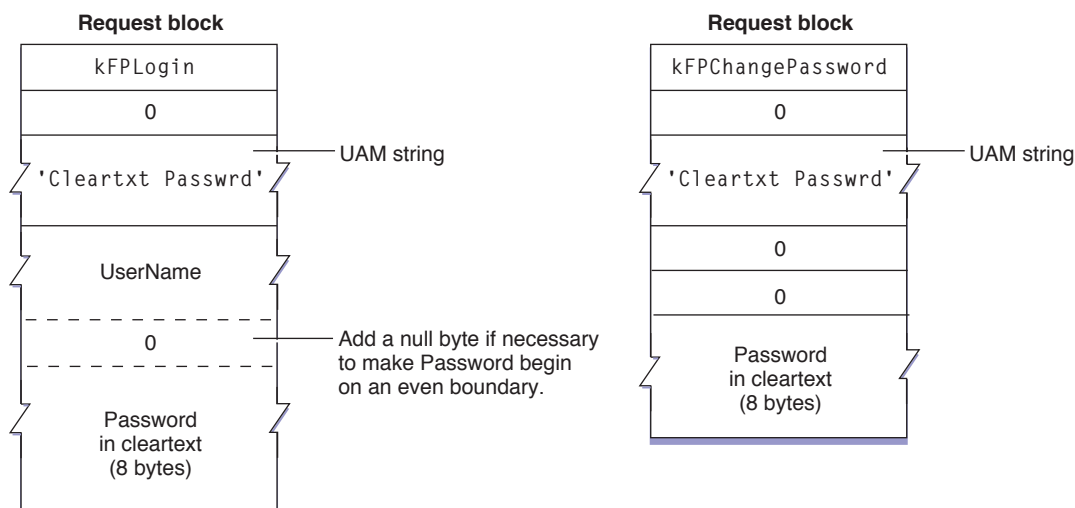 Request block
kFPLogin
0
'Cleartxt Passwrd'
UAM string
UserName
0
Add a null byte if necessary
to make Password begin
on an even boundary.
Password
in cleartext
(8 bytes)
Request block
kFPChangePassword
0
'Cleartxt Passwrd'
UAM string
0
0
Password
in cleartext
(8 bytes)